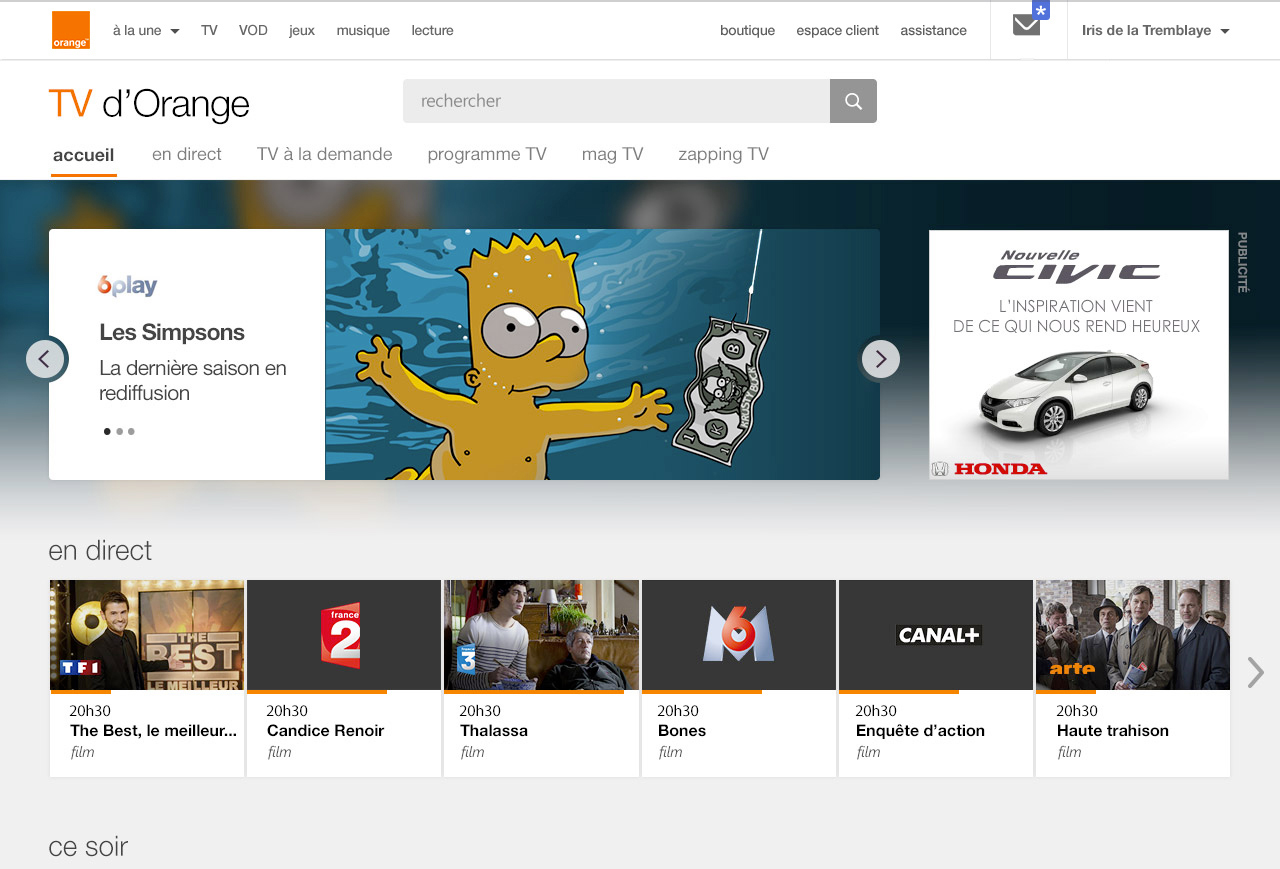 orange™
à la une
TV
VOD
jeux
musique
lecture
boutique
espace client
assistance
*
Iris de la Tremblaye
TV d’Orange
rechercher
accueil
en direct
TV à la demande
programme TV
mag TV
zapping TV
6play
Les Simpsons
La dernière saison en
rediffusion
B
KRUSTY BUCK
K
Nouvelle
CIVIC
L’INSPIRATION VIENT
DE CE QUI NOUS REND HEUREUX
HONDA
PUBLICITÉ
en direct
THE
BEST
LE MEILLEUR
TF1
20h30
The Best, le meilleur...
film
france
2
20h30
Candice Renoir
film
france
3
20h30
Thalassa
film
M6
20h30
Bones
film
CANAL+
20h30
Enquête d’action
film
arte
20h30
Haute trahison
film
ce soir